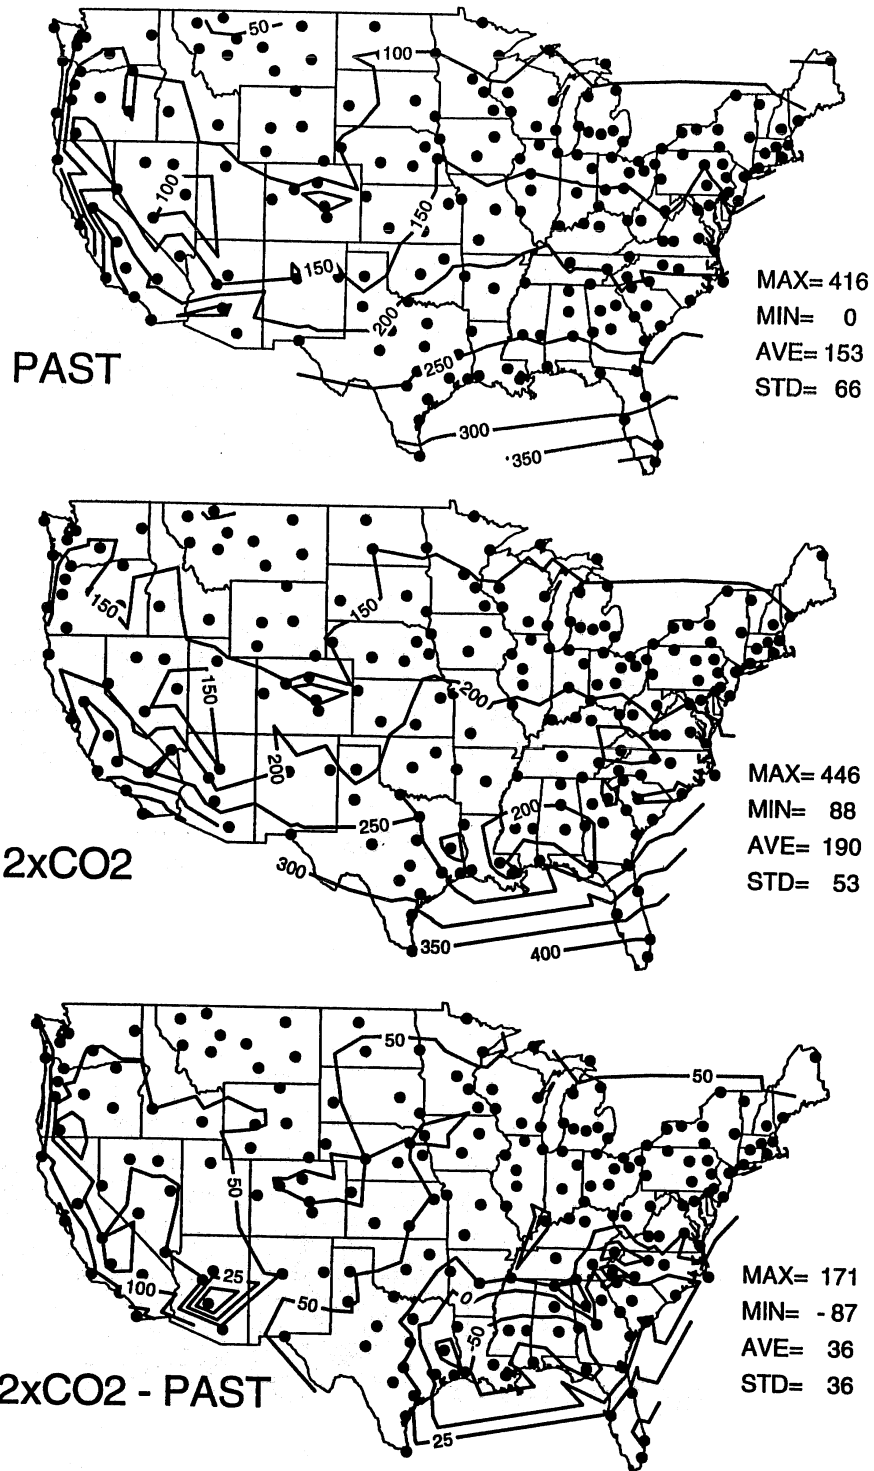 50
100
100
150
150
200
250
300
350
PAST
MAX= 416
MIN= 0
AVE= 153
STD= 66
150
150
150
200
200
200
250
300
350
400
2xCO2
MAX= 446
MIN= 88
AVE= 190
STD= 53
50
50
50
25
100
50
0
-50
25
2xCO2 - PAST
MAX= 171
MIN= - 87
AVE= 36
STD= 36